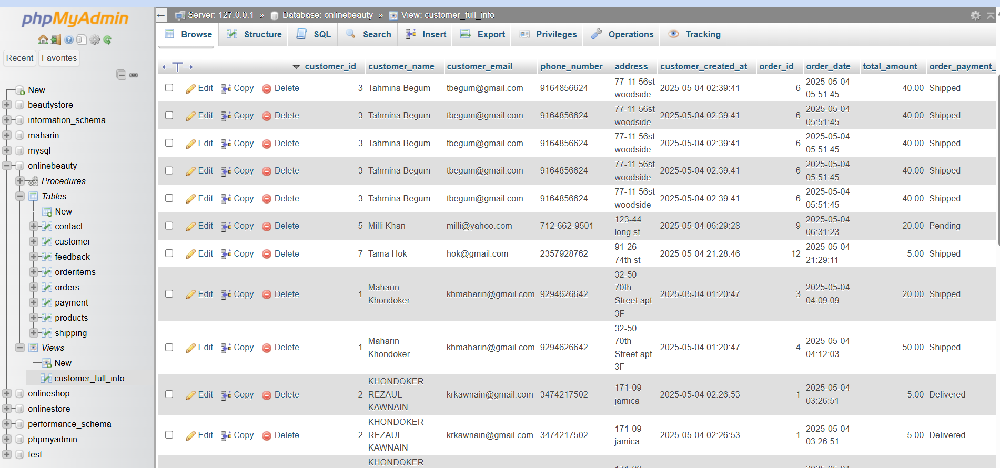 phpMyAdmin
Recent Favorites
New
beautystore
information_schema
maharin
mysql
onlinebeauty
Procedures
Tables
New
contact
customer
feedback
orderitems
orders
payment
products
shipping
Views
New
customer_full_info
onlineshop
onlinestore
performance_schema
phpmyadmin
test
Server: 127.0.0.1 » Database: onlinebeauty » View: customer_full_info
Browse Structure SQL Search Insert Export Privileges Operations Tracking
←T→ customer_id customer_name customer_email phone_number address customer_created_at order_id order_date total_amount order_payment_
Edit Copy Delete 3 Tahmina Begum tbegum@gmail.com 9164856624 77-11 56st woodside 2025-05-04 02:39:41 6 2025-05-04 05:51:45 40.00 Shipped
Edit Copy Delete 3 Tahmina Begum tbegum@gmail.com 9164856624 77-11 56st woodside 2025-05-04 02:39:41 6 2025-05-04 05:51:45 40.00 Shipped
Edit Copy Delete 3 Tahmina Begum tbegum@gmail.com 9164856624 77-11 56st woodside 2025-05-04 02:39:41 6 2025-05-04 05:51:45 40.00 Shipped
Edit Copy Delete 3 Tahmina Begum tbegum@gmail.com 9164856624 77-11 56st woodside 2025-05-04 02:39:41 6 2025-05-04 05:51:45 40.00 Shipped
Edit Copy Delete 3 Tahmina Begum tbegum@gmail.com 9164856624 77-11 56st woodside 2025-05-04 02:39:41 6 2025-05-04 05:51:45 40.00 Shipped
Edit Copy Delete 5 Milli Khan milli@yahoo.com 712-662-9501 123-44 long st 2025-05-04 06:29:28 9 2025-05-04 06:31:23 20.00 Pending
Edit Copy Delete 7 Tama Hok hok@gmail.com 2357928762 91-26 74th st 2025-05-04 21:28:46 12 2025-05-04 21:29:11 5.00 Shipped
Edit Copy Delete 1 Maharin Khondoker khmaharin@gmail.com 9294626642 32-50 70th Street apt 3F 2025-05-04 01:20:47 3 2025-05-04 04:09:09 20.00 Shipped
Edit Copy Delete 1 Maharin Khondoker khmaharin@gmail.com 9294626642 32-50 70th Street apt 3F 2025-05-04 01:20:47 4 2025-05-04 04:12:03 50.00 Shipped
Edit Copy Delete 2 KHONDOKER REZAUL KAWNAIN krkawnain@gmail.com 3474217502 171-09 jamica 2025-05-04 02:26:53 1 2025-05-04 03:26:51 5.00 Delivered
Edit Copy Delete 2 KHONDOKER REZAUL KAWNAIN krkawnain@gmail.com 3474217502 171-09 jamica 2025-05-04 02:26:53 1 2025-05-04 03:26:51 5.00 Delivered
KHONDOKER